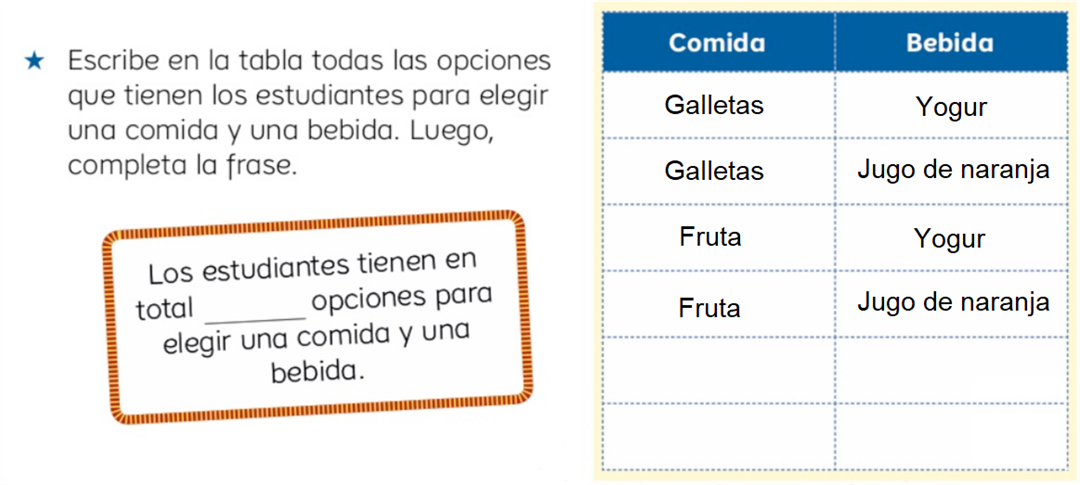 ★ Escribe en la tabla todas las opciones
que tienen los estudiantes para elegir
una comida y una bebida. Luego,
completa la frase.
Los estudiantes tienen en
total ________ opciones para
elegir una comida y una
bebida.
Comida Bebida
Galletas Yogur
Galletas Jugo de naranja
Fruta Yogur
Fruta Jugo de naranja